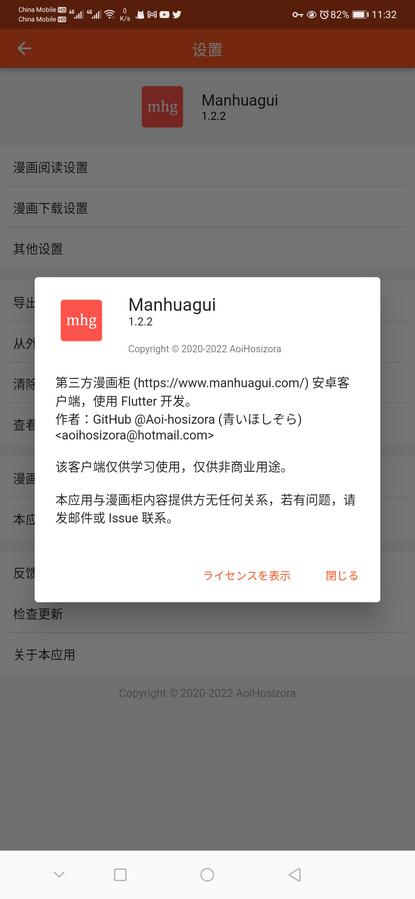 China Mobile HD
China Mobile HD
0
K/s
82%
11:32
设置
mhg
Manhuagui
1.2.2
漫画阅读设置
漫画下载设置
其他设置
导出
从外
清除
查看
漫画
本应
反馈
检查更新
关于本应用
Copyright © 2020-2022 AoiHosizora
mhg
Manhuagui
1.2.2
Copyright © 2020-2022 AoiHosizora
第三方漫画柜 (https://www.manhuagui.com/) 安卓客
户端，使用 Flutter 开发。
作者：GitHub @Aoi-hosizora (青いほしぞら)
<aoihosizora@hotmail.com>
该客户端仅供学习使用，仅供非商业用途。
本应用与漫画柜内容提供方无任何关系，若有问题，请
发邮件或 Issue 联系。
ライセンスを表示
閉じる